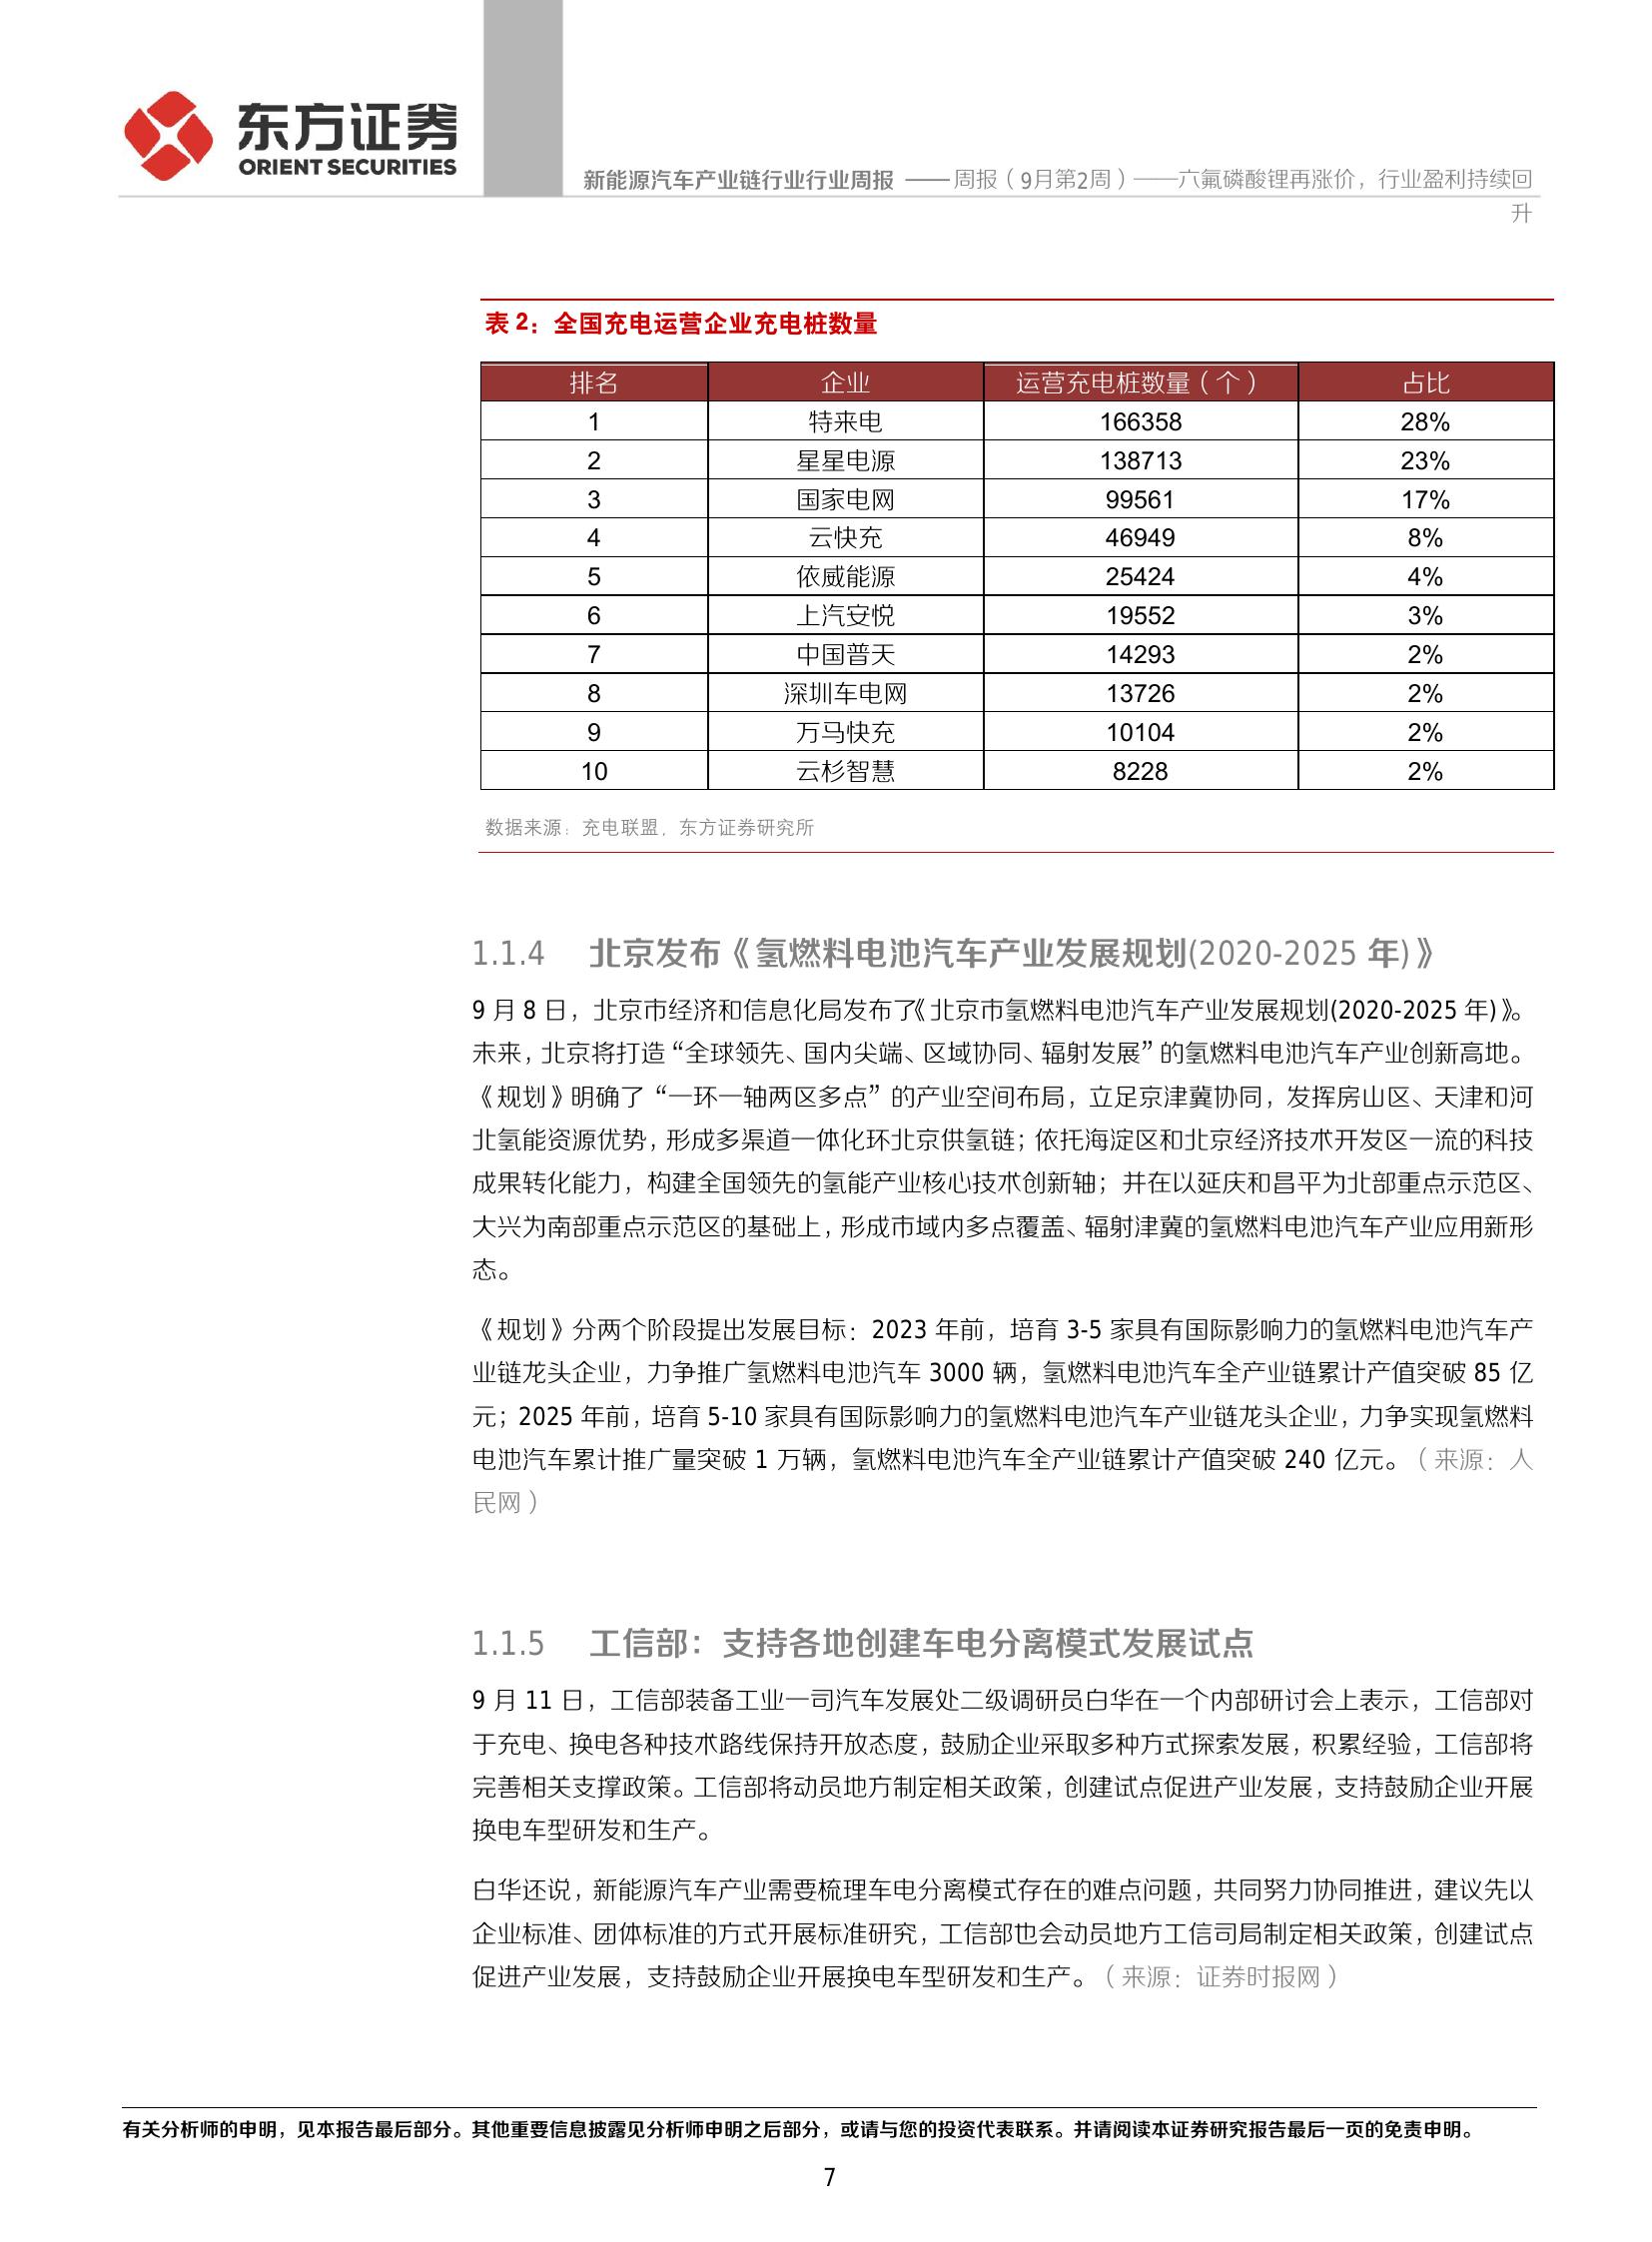 东方证券
ORIENT SECURITIES
新能源汽车产业链行业行业周报 —— 周报（9月第2周）——六氟磷酸锂再涨价，行业盈利持续回
升
表 2：全国充电运营企业充电桩数量
排名 企业 运营充电桩数量（个） 占比
1 特来电 166358 28%
2 星星电源 138713 23%
3 国家电网 99561 17%
4 云快充 46949 8%
5 依威能源 25424 4%
6 上汽安悦 19552 3%
7 中国普天 14293 2%
8 深圳车电网 13726 2%
9 万马快充 10104 2%
10 云杉智慧 8228 2%
数据来源：充电联盟，东方证券研究所
1.1.4 北京发布《氢燃料电池汽车产业发展规划(2020-2025 年)》
9 月 8 日，北京市经济和信息化局发布了《北京市氢燃料电池汽车产业发展规划(2020-2025 年)》。
未来，北京将打造“全球领先、国内尖端、区域协同、辐射发展”的氢燃料电池汽车产业创新高地。
《规划》明确了“一环一轴两区多点”的产业空间布局，立足京津冀协同，发挥房山区、天津和河
北氢能资源优势，形成多渠道一体化环北京供氢链；依托海淀区和北京经济技术开发区一流的科技
成果转化能力，构建全国领先的氢能产业核心技术创新轴；并在以延庆和昌平为北部重点示范区、
大兴为南部重点示范区的基础上，形成市域内多点覆盖、辐射津冀的氢燃料电池汽车产业应用新形
态。
《规划》分两个阶段提出发展目标：2023 年前，培育 3-5 家具有国际影响力的氢燃料电池汽车产
业链龙头企业，力争推广氢燃料电池汽车 3000 辆，氢燃料电池汽车全产业链累计产值突破 85 亿
元；2025 年前，培育 5-10 家具有国际影响力的氢燃料电池汽车产业链龙头企业，力争实现氢燃料
电池汽车累计推广量突破 1 万辆，氢燃料电池汽车全产业链累计产值突破 240 亿元。（来源：人
民网）
1.1.5 工信部：支持各地创建车电分离模式发展试点
9 月 11 日，工信部装备工业一司汽车发展处二级调研员白华在一个内部研讨会上表示，工信部对
于充电、换电各种技术路线保持开放态度，鼓励企业采取多种方式探索发展，积累经验，工信部将
完善相关支撑政策。工信部将动员地方制定相关政策，创建试点促进产业发展，支持鼓励企业开展
换电车型研发和生产。
白华还说，新能源汽车产业需要梳理车电分离模式存在的难点问题，共同努力协同推进，建议先以
企业标准、团体标准的方式开展标准研究，工信部也会动员地方工信司局制定相关政策，创建试点
促进产业发展，支持鼓励企业开展换电车型研发和生产。（来源：证券时报网）
有关分析师的申明，见本报告最后部分。其他重要信息披露见分析师申明之后部分，或请与您的投资代表联系。并请阅读本证券研究报告最后一页的免责申明。
7